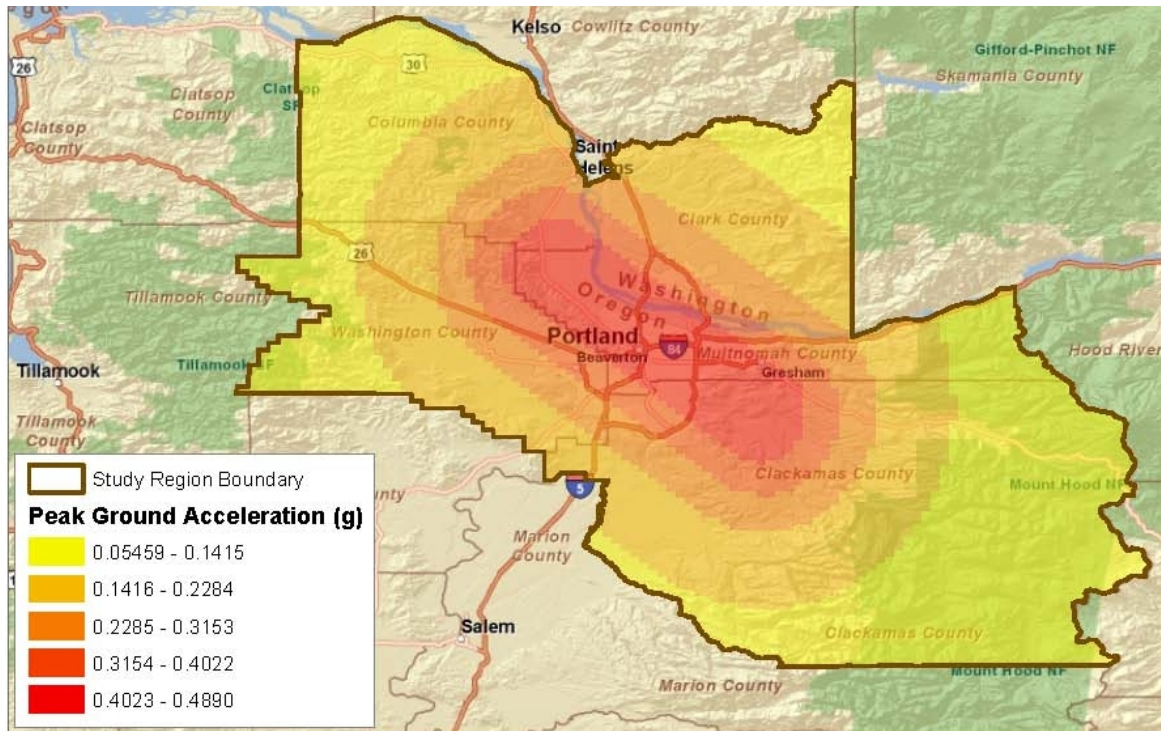 Kelso
Cowlitz County
Gifford-Pinchot NF
Skamania County
26
30
Clatsop
County
Clatsop
SF
Clatsop
County
Columbia County
Saint
Helens
Clark County
26
Tillamook County
Washington
Oregon
Washington County
Portland
Beaverton
84
Multnomah County
Gresham
Hood River
Tillamook
Tillamook
County
Clackamas County
Mount Hood NF
5
Marion
County
Salem
Clackamas County
Mount Hood NF
Marion County
Study Region Boundary
Peak Ground Acceleration (g)
0.05459 - 0.1415
0.1416 - 0.2284
0.2285 - 0.3153
0.3154 - 0.4022
0.4023 - 0.4890